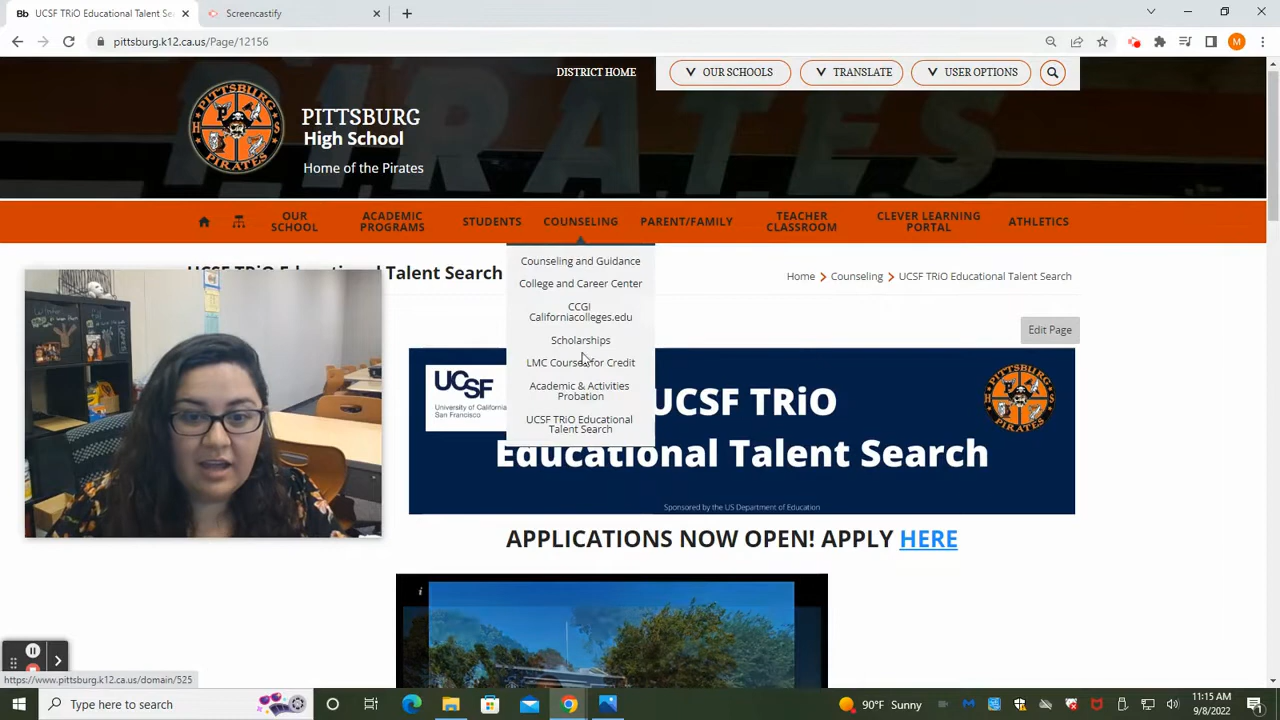 Bb UCSF TRiO Educational Talent Se
Screencastify
pittsburg.k12.ca.us/Page/12156
M
DISTRICT HOME
OUR SCHOOLS
TRANSLATE
USER OPTIONS
PITTSBURG
H S
PIRATES
PITTSBURG
High School
Home of the Pirates
PIRATES
OUR SCHOOL
ACADEMIC PROGRAMS
STUDENTS
COUNSELING
PARENT/FAMILY
TEACHER CLASSROOM
CLEVER LEARNING PORTAL
ATHLETICS
Talent Search
Home > Counseling > UCSF TRiO Educational Talent Search
Counseling and Guidance
College and Career Center
CCGI
Californiacolleges.edu
Scholarships
LMC Courses for Credit
Academic & Activities
Probation
UCSF TRiO Educational
Talent Search
Edit Page
UCSF
University of California
San Francisco
UCSF TRiO
Educational Talent Search
Sponsored by the US Department of Education
APPLICATIONS NOW OPEN! APPLY HERE
i
https://www.pittsburg.k12.ca.us/domain/525
Type here to search
90°F Sunny
11:15 AM
9/8/2022